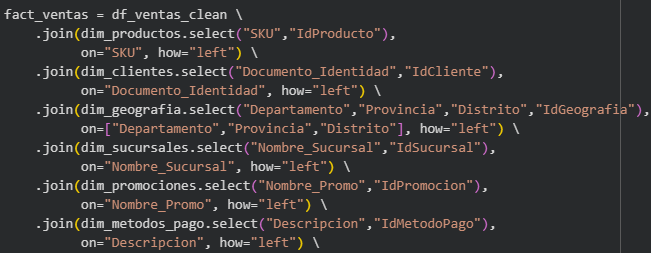 fact_ventas = df_ventas_clean \
    .join(dim_productos.select("SKU","IdProducto"),
          on="SKU", how="left") \
    .join(dim_clientes.select("Documento_Identidad","IdCliente"),
          on="Documento_Identidad", how="left") \
    .join(dim_geografia.select("Departamento","Provincia","Distrito","IdGeografia"),
          on=["Departamento","Provincia","Distrito"], how="left") \
    .join(dim_sucursales.select("Nombre_Sucursal","IdSucursal"),
          on="Nombre_Sucursal", how="left") \
    .join(dim_promociones.select("Nombre_Promo","IdPromocion"),
          on="Nombre_Promo", how="left") \
    .join(dim_metodos_pago.select("Descripcion","IdMetodoPago"),
          on="Descripcion", how="left") \